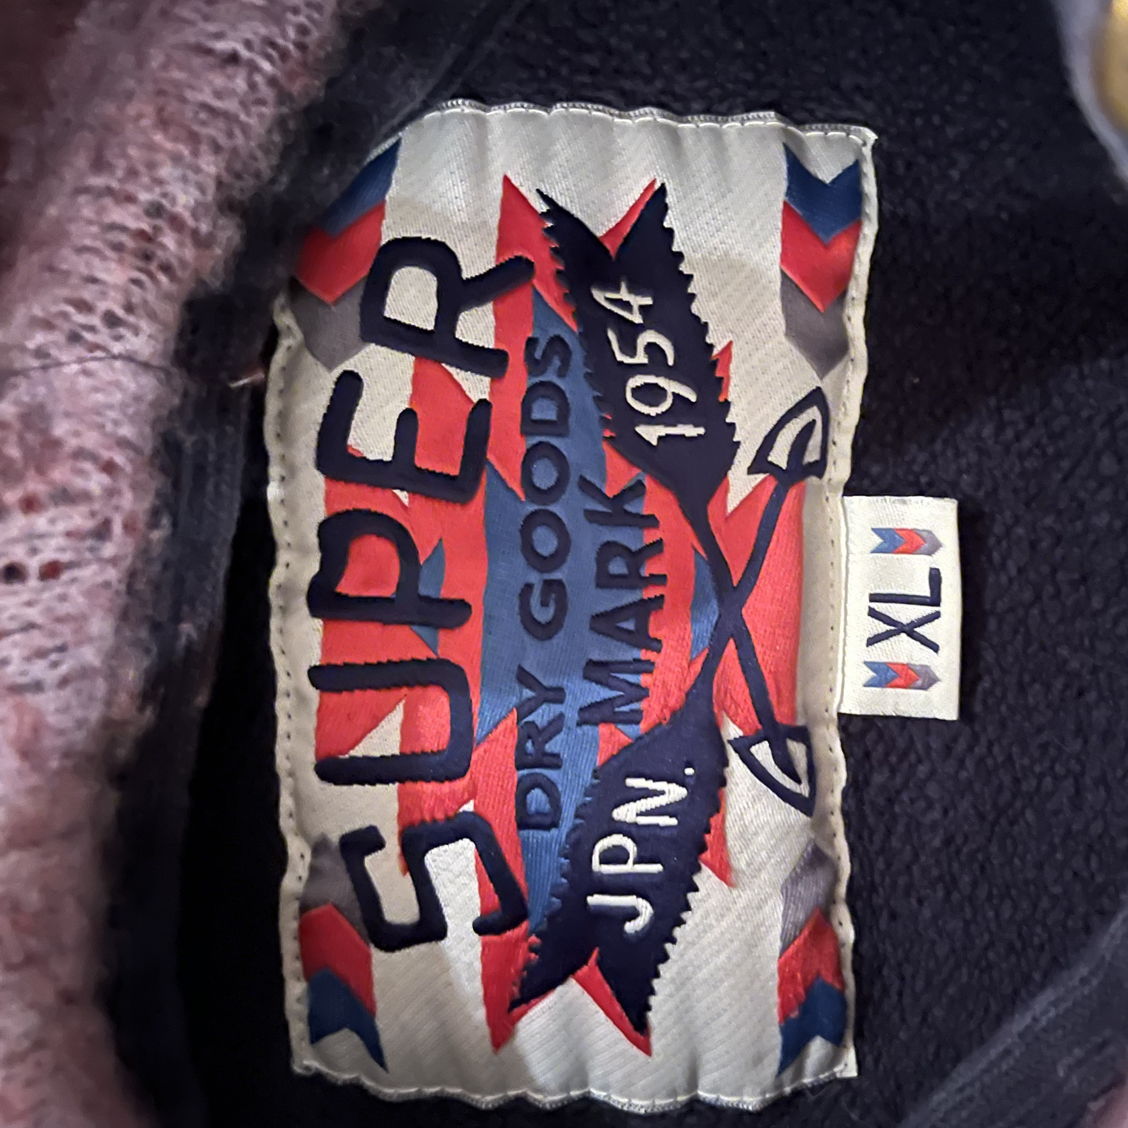 SUPER
DRY GOODS
MARK
JPN. 1954
XL